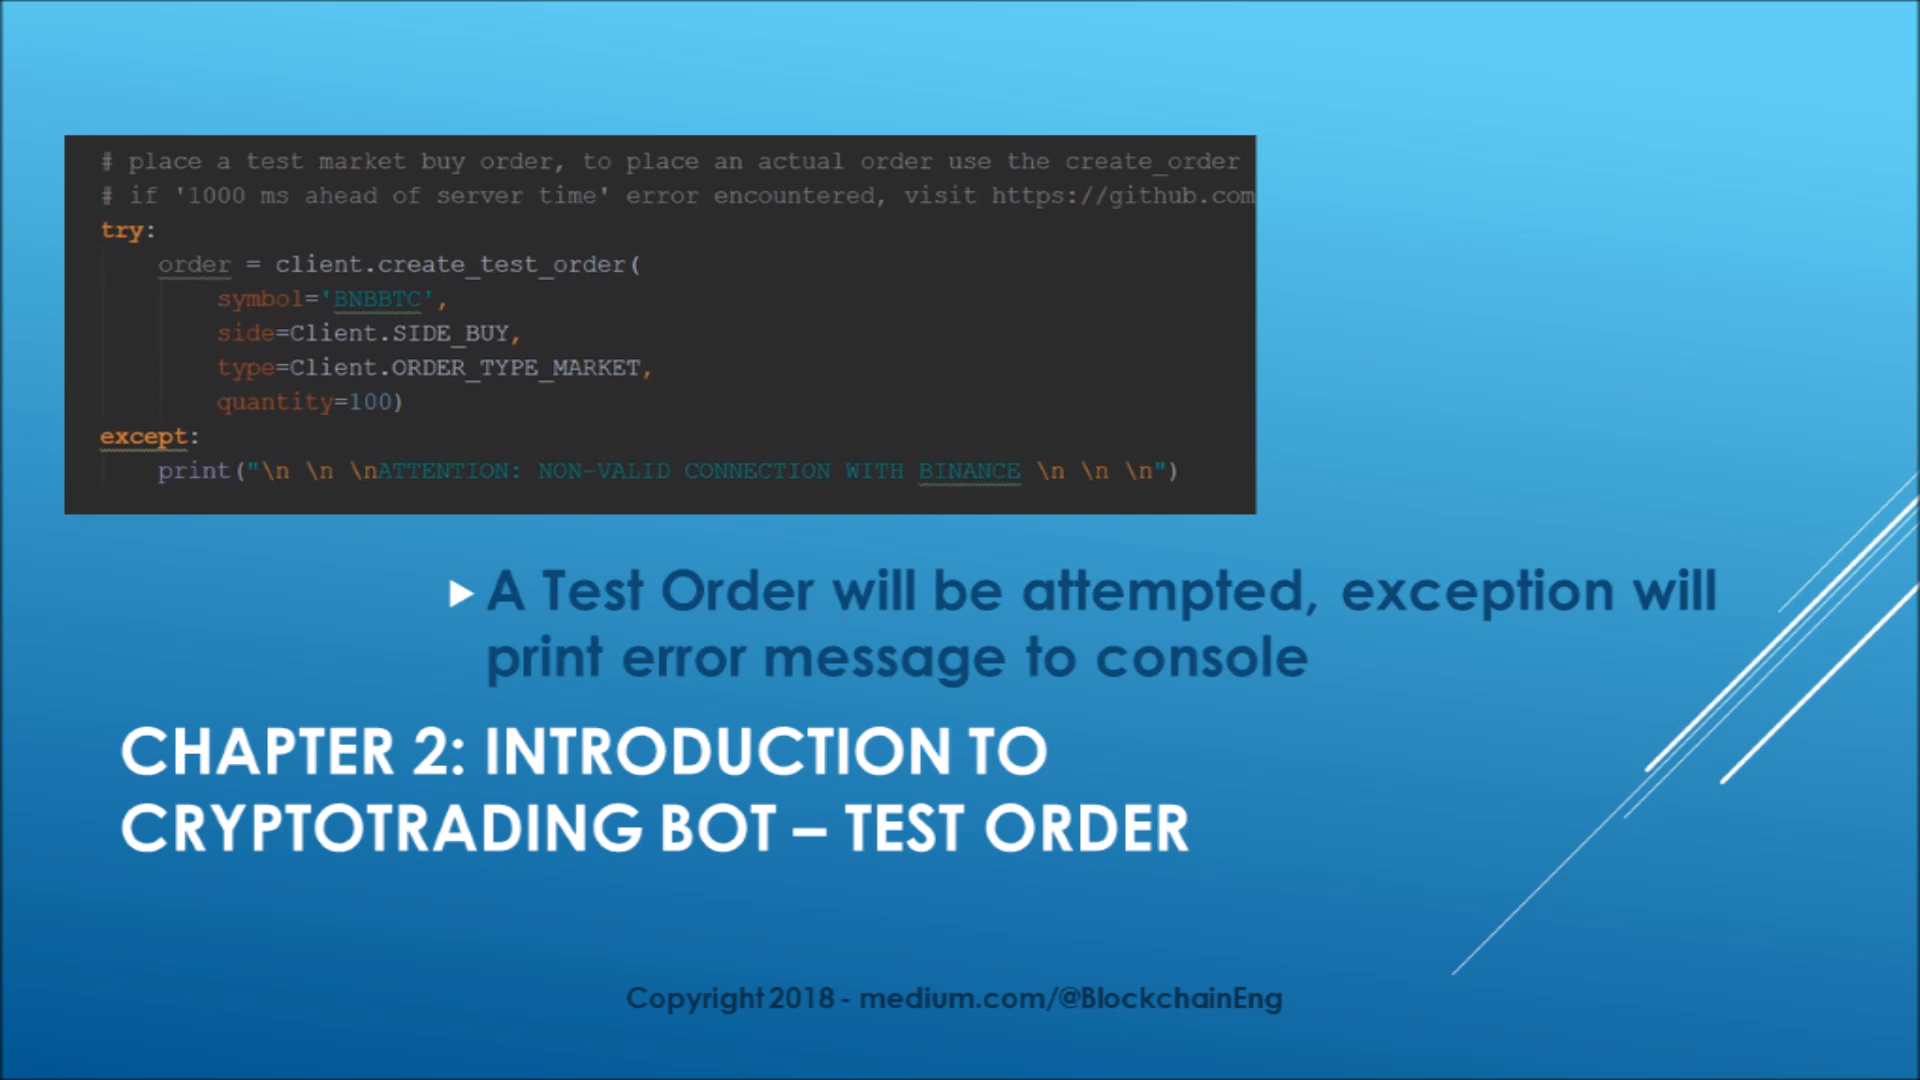 # place a test market buy order, to place an actual order use the create_order
# if '1000 ms ahead of server time' error encountered, visit https://github.com
try:
order = client.create_test_order(
symbol='BNBBTC',
side=Client.SIDE_BUY,
type=Client.ORDER_TYPE_MARKET,
quantity=100)
except:
print("\n \n \nATTENTION: NON-VALID CONNECTION WITH BINANCE \n \n \n")
A Test Order will be attempted, exception will
print error message to console
CHAPTER 2: INTRODUCTION TO
CRYPTOTRADING BOT – TEST ORDER
Copyright 2018 - medium.com/@BlockchainEng